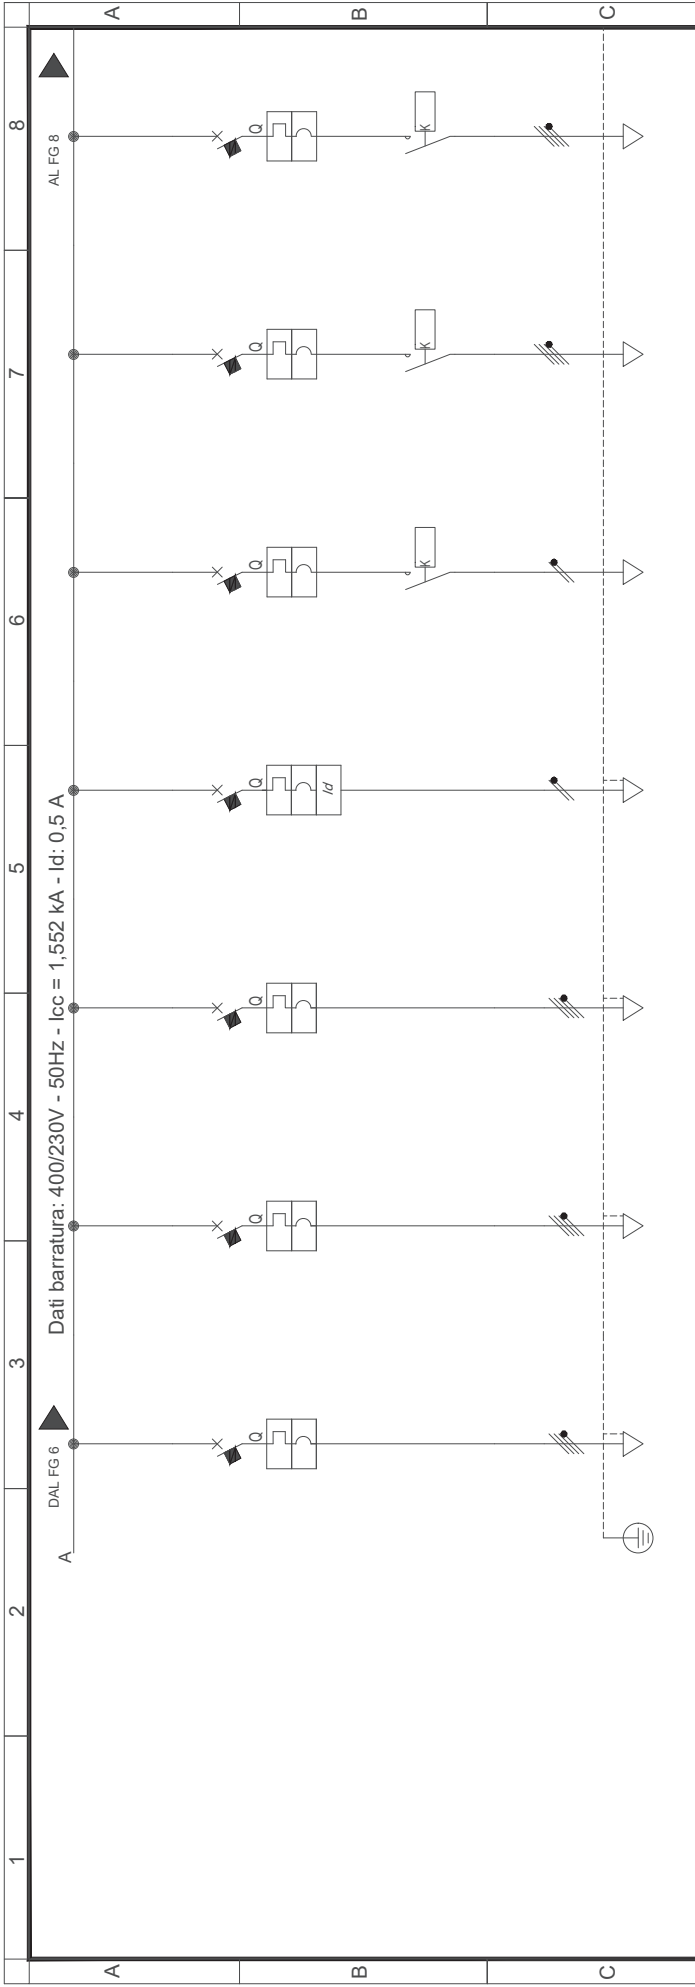 1 2 3 4 5 6 7 8
A A
B B
C C
DAL FG 6
AL FG 8
A
Dati barratura: 400/230V - 50Hz - Icc = 1,552 kA - Id: 0,5 A
Q Q Q Q Q Q Q
Id
K K K